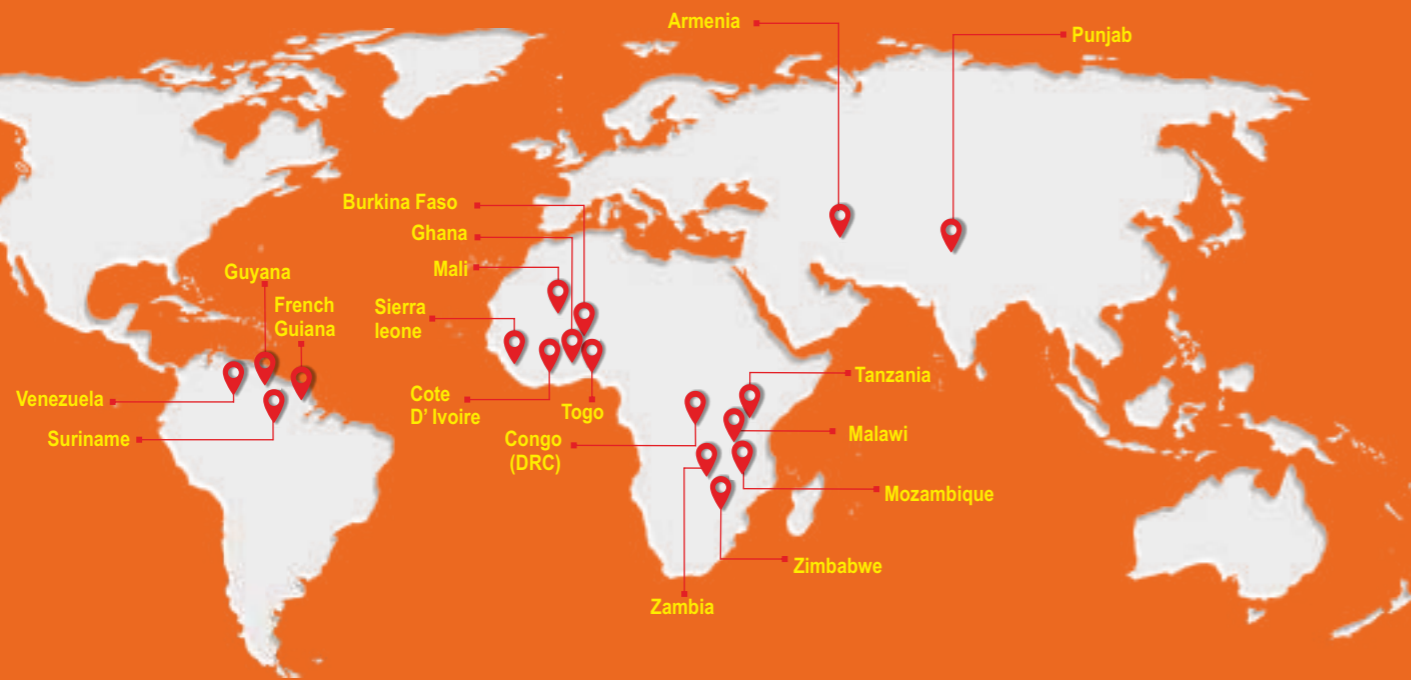 Armenia
Punjab
Burkina Faso
Ghana
Mali
Guyana
French
Guiana
Sierra
leone
Venezuela
Suriname
Cote
D' Ivoire
Togo
Congo
(DRC)
Tanzania
Malawi
Mozambique
Zimbabwe
Zambia